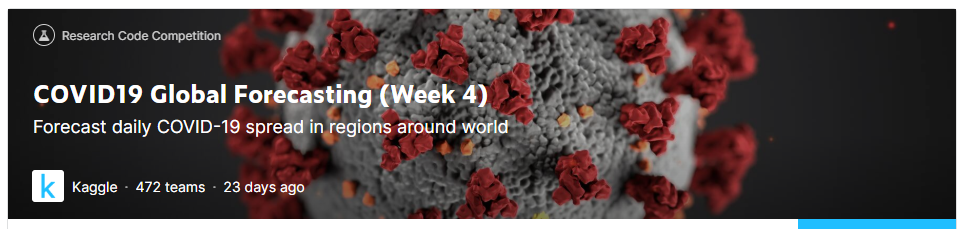 Research Code Competition
COVID19 Global Forecasting (Week 4)
Forecast daily COVID-19 spread in regions around world
k
Kaggle · 472 teams · 23 days ago